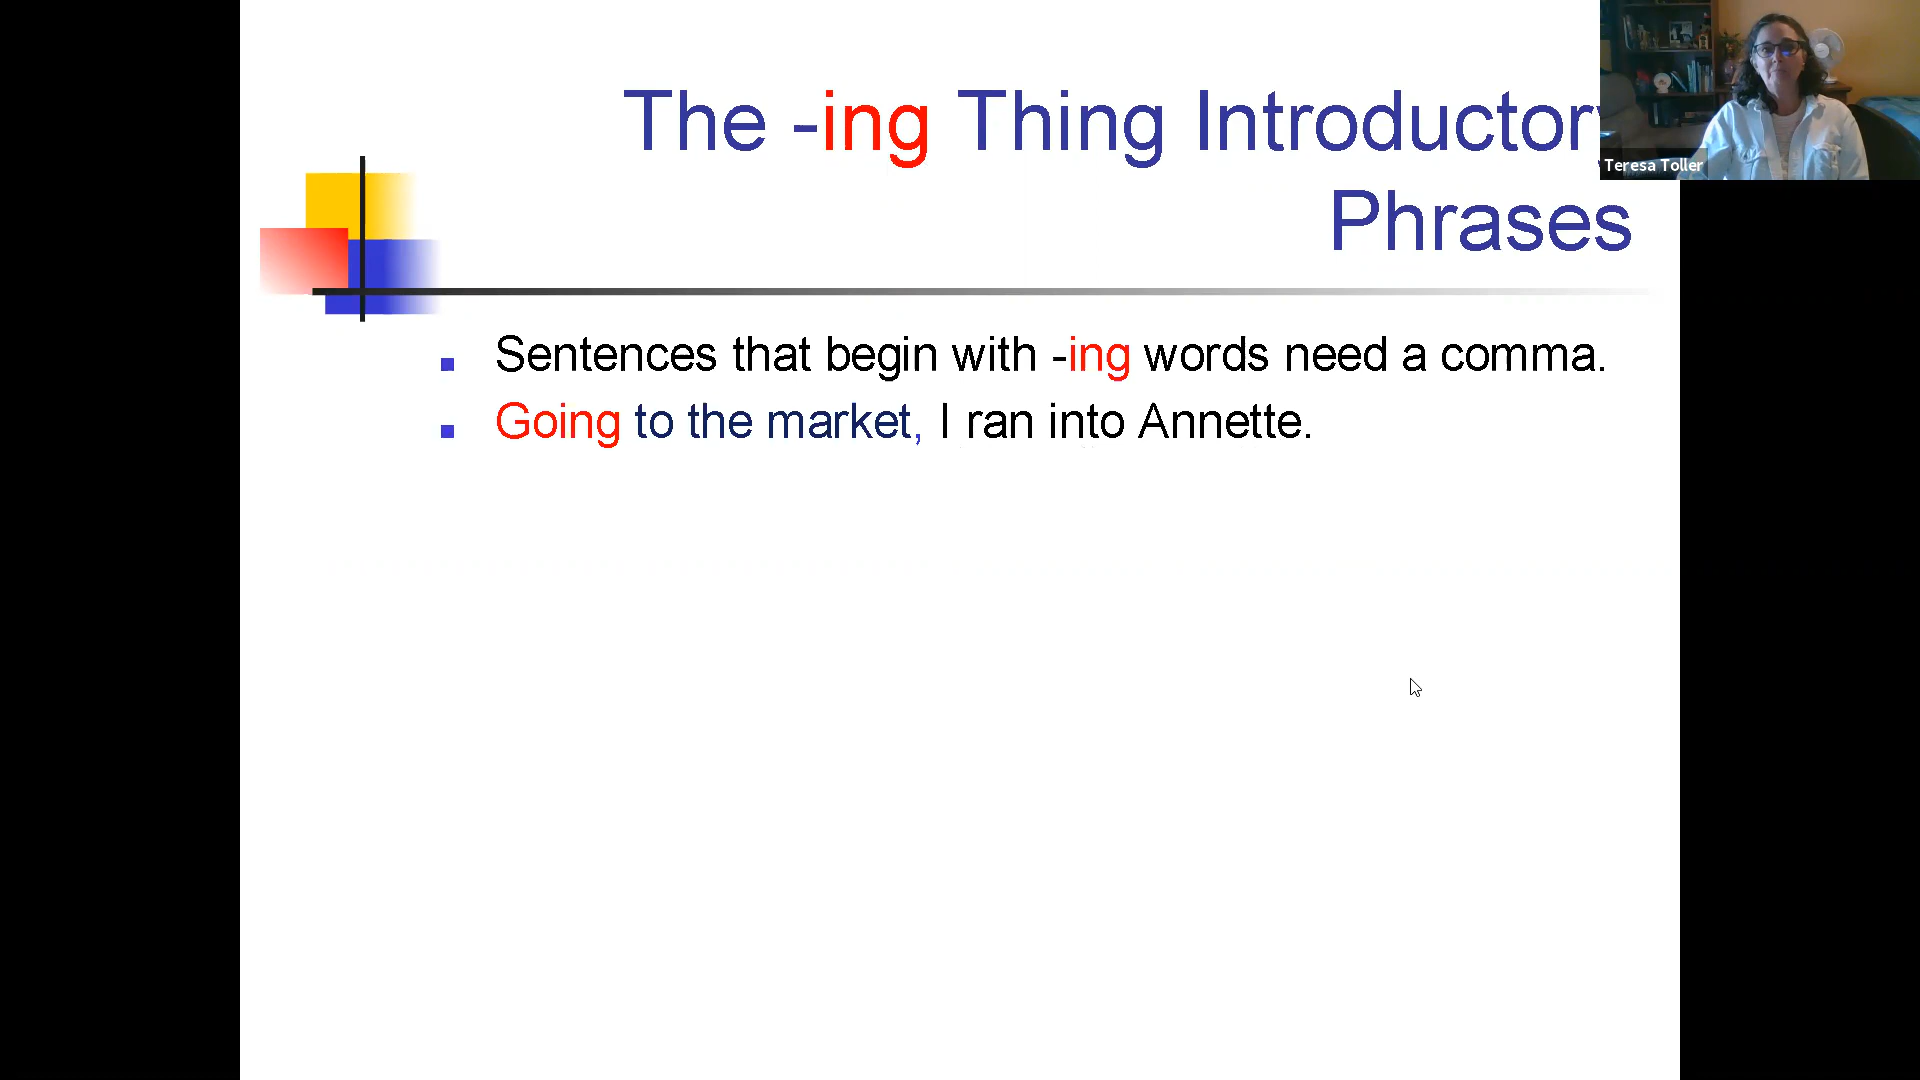 The -ing Thing Introductory
Phrases
Sentences that begin with -ing words need a comma.
Going to the market, I ran into Annette.
Teresa Toller